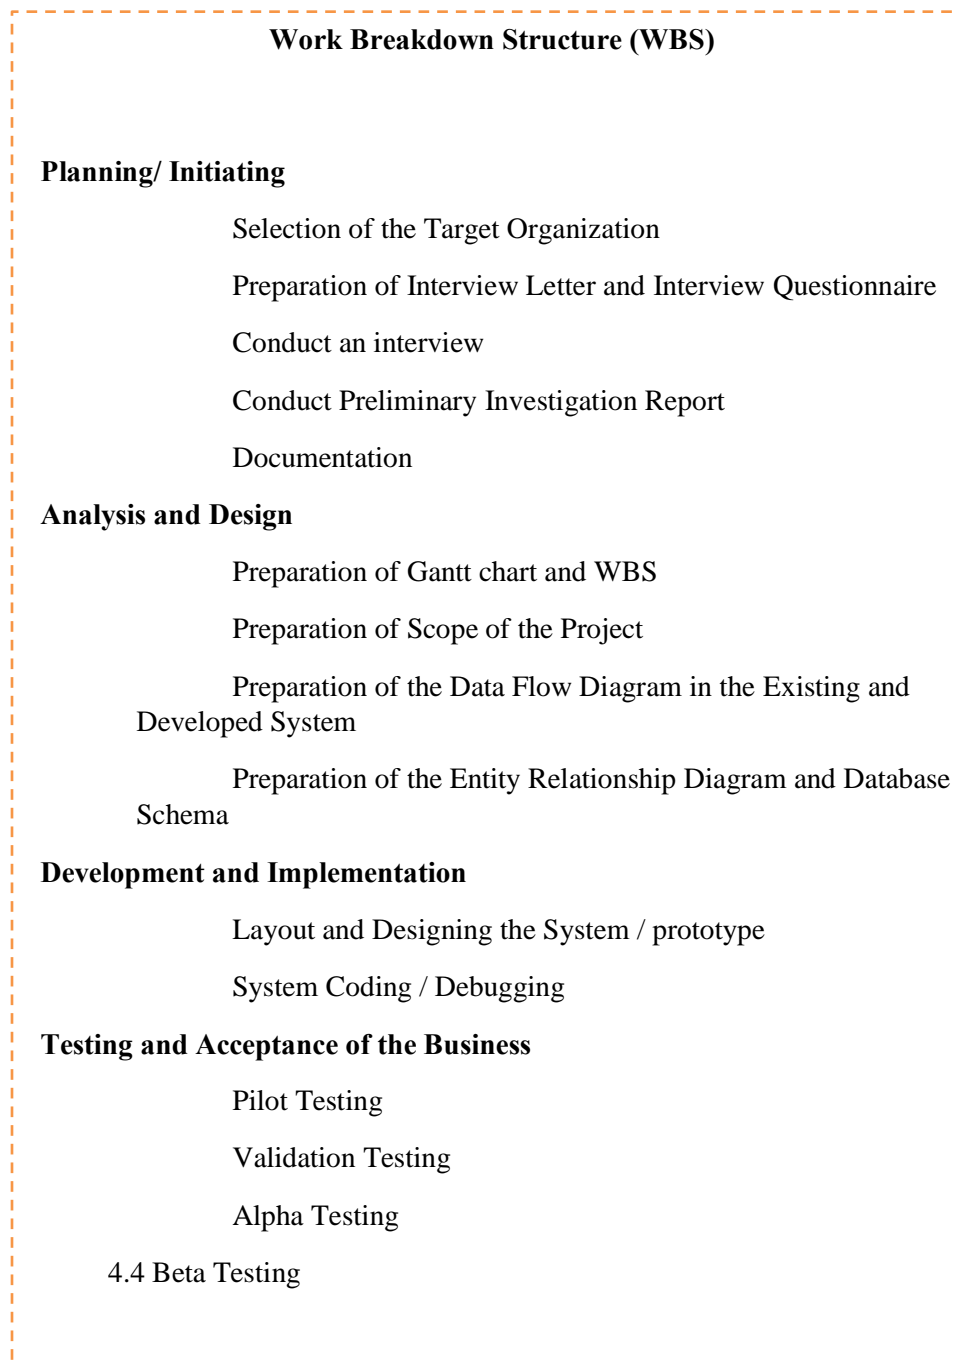 Work Breakdown Structure (WBS)
Planning/ Initiating
Selection of the Target Organization
Preparation of Interview Letter and Interview Questionnaire
Conduct an interview
Conduct Preliminary Investigation Report
Documentation
Analysis and Design
Preparation of Gantt chart and WBS
Preparation of Scope of the Project
Preparation of the Data Flow Diagram in the Existing and
Developed System
Preparation of the Entity Relationship Diagram and Database
Schema
Development and Implementation
Layout and Designing the System / prototype
System Coding / Debugging
Testing and Acceptance of the Business
Pilot Testing
Validation Testing
Alpha Testing
4.4 Beta Testing